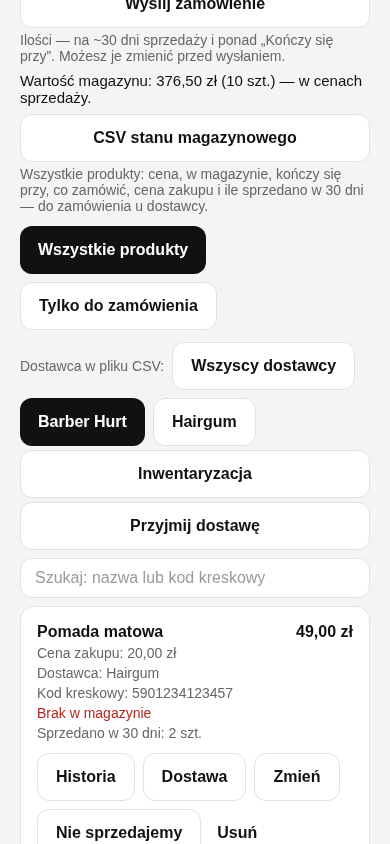 Wyślij zamówienie
Ilości — na ~30 dni sprzedaży i ponad „Kończy się
przy”. Możesz je zmienić przed wysłaniem.
Wartość magazynu: 376,50 zł (10 szt.) — w cenach
sprzedaży.
CSV stanu magazynowego
Wszystkie produkty: cena, w magazynie, kończy się
przy, co zamówić, cena zakupu i ile sprzedano w 30 dni
— do zamówienia u dostawcy.
Wszystkie produkty
Tylko do zamówienia
Dostawca w pliku CSV: Wszyscy dostawcy
Barber Hurt Hairgum
Inwentaryzacja
Przyjmij dostawę
Szukaj: nazwa lub kod kreskowy
Pomada matowa 49,00 zł
Cena zakupu: 20,00 zł
Dostawca: Hairgum
Kod kreskowy: 5901234123457
Brak w magazynie
Sprzedano w 30 dni: 2 szt.
Historia Dostawa Zmień
Nie sprzedajemy Usuń